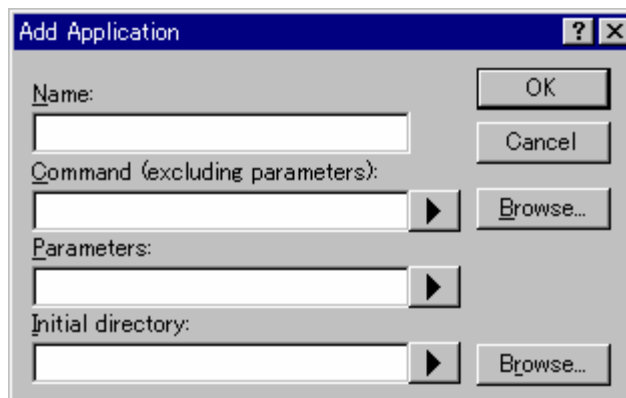 Add Application
Name:
OK
Cancel
Command (excluding parameters):
Browse...
Parameters:
Initial directory:
Browse...